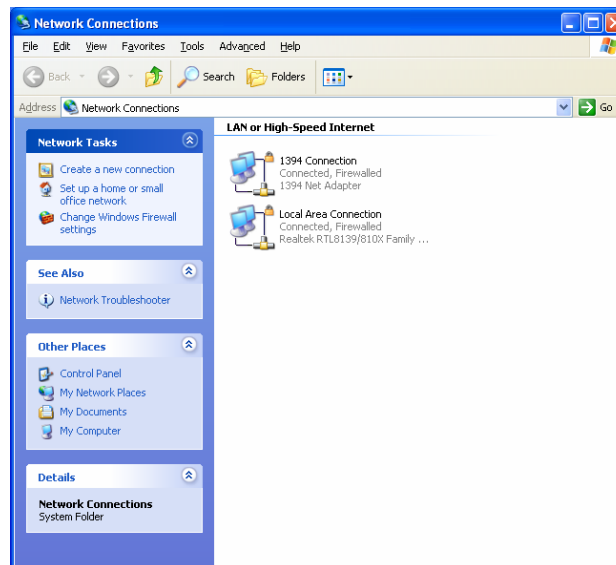 Network Connections
File Edit View Favorites Tools Advanced Help
Back Search Folders
Address Network Connections Go
Network Tasks
Create a new connection
Set up a home or small
office network
Change Windows Firewall
settings
See Also
Network Troubleshooter
Other Places
Control Panel
My Network Places
My Documents
My Computer
Details
Network Connections
System Folder
LAN or High-Speed Internet
1394 Connection
Connected, Firewalled
1394 Net Adapter
Local Area Connection
Connected, Firewalled
Realtek RTL8139/810X Family ...